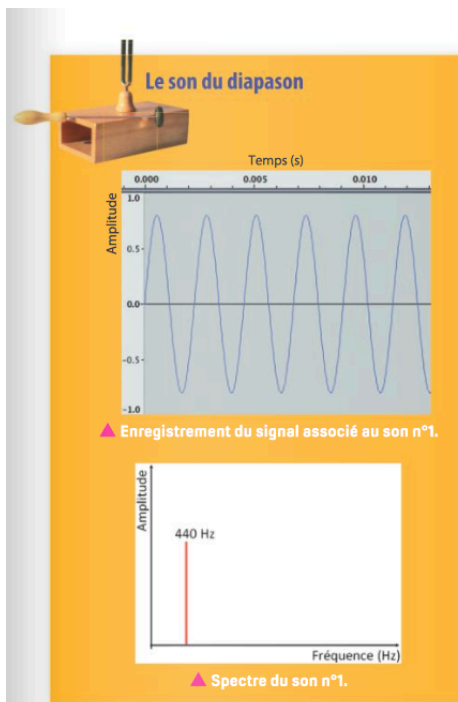 Le son du diapason
Temps (s)
0.000 0.005 0.010
Amplitude
1.0
0.5
0.0
-0.5
-1.0
▲ Enregistrement du signal associé au son n°1.
Amplitude
440 Hz
Fréquence (Hz)
▲ Spectre du son n°1.